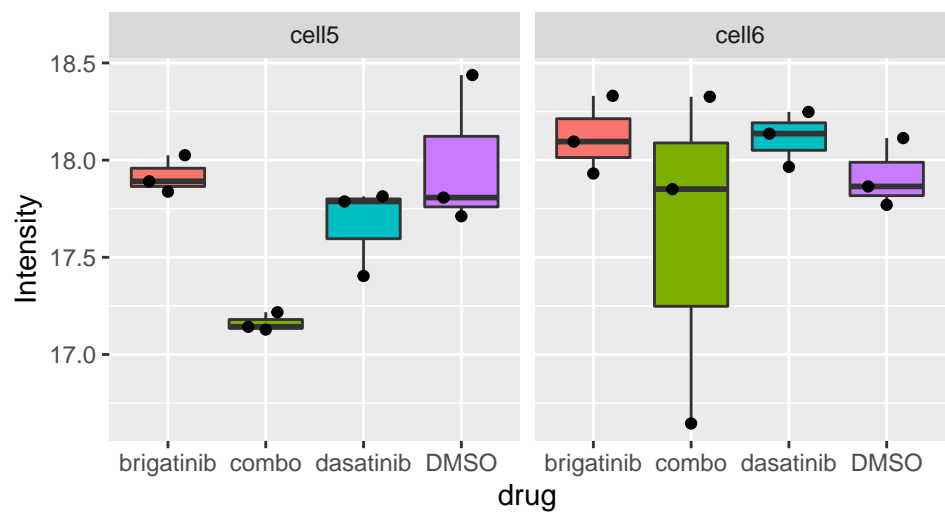 cell5 cell6
18.5
18.0
17.5
17.0
Intensity
brigatinib combo dasatinib DMSO brigatinib combo dasatinib DMSO
drug